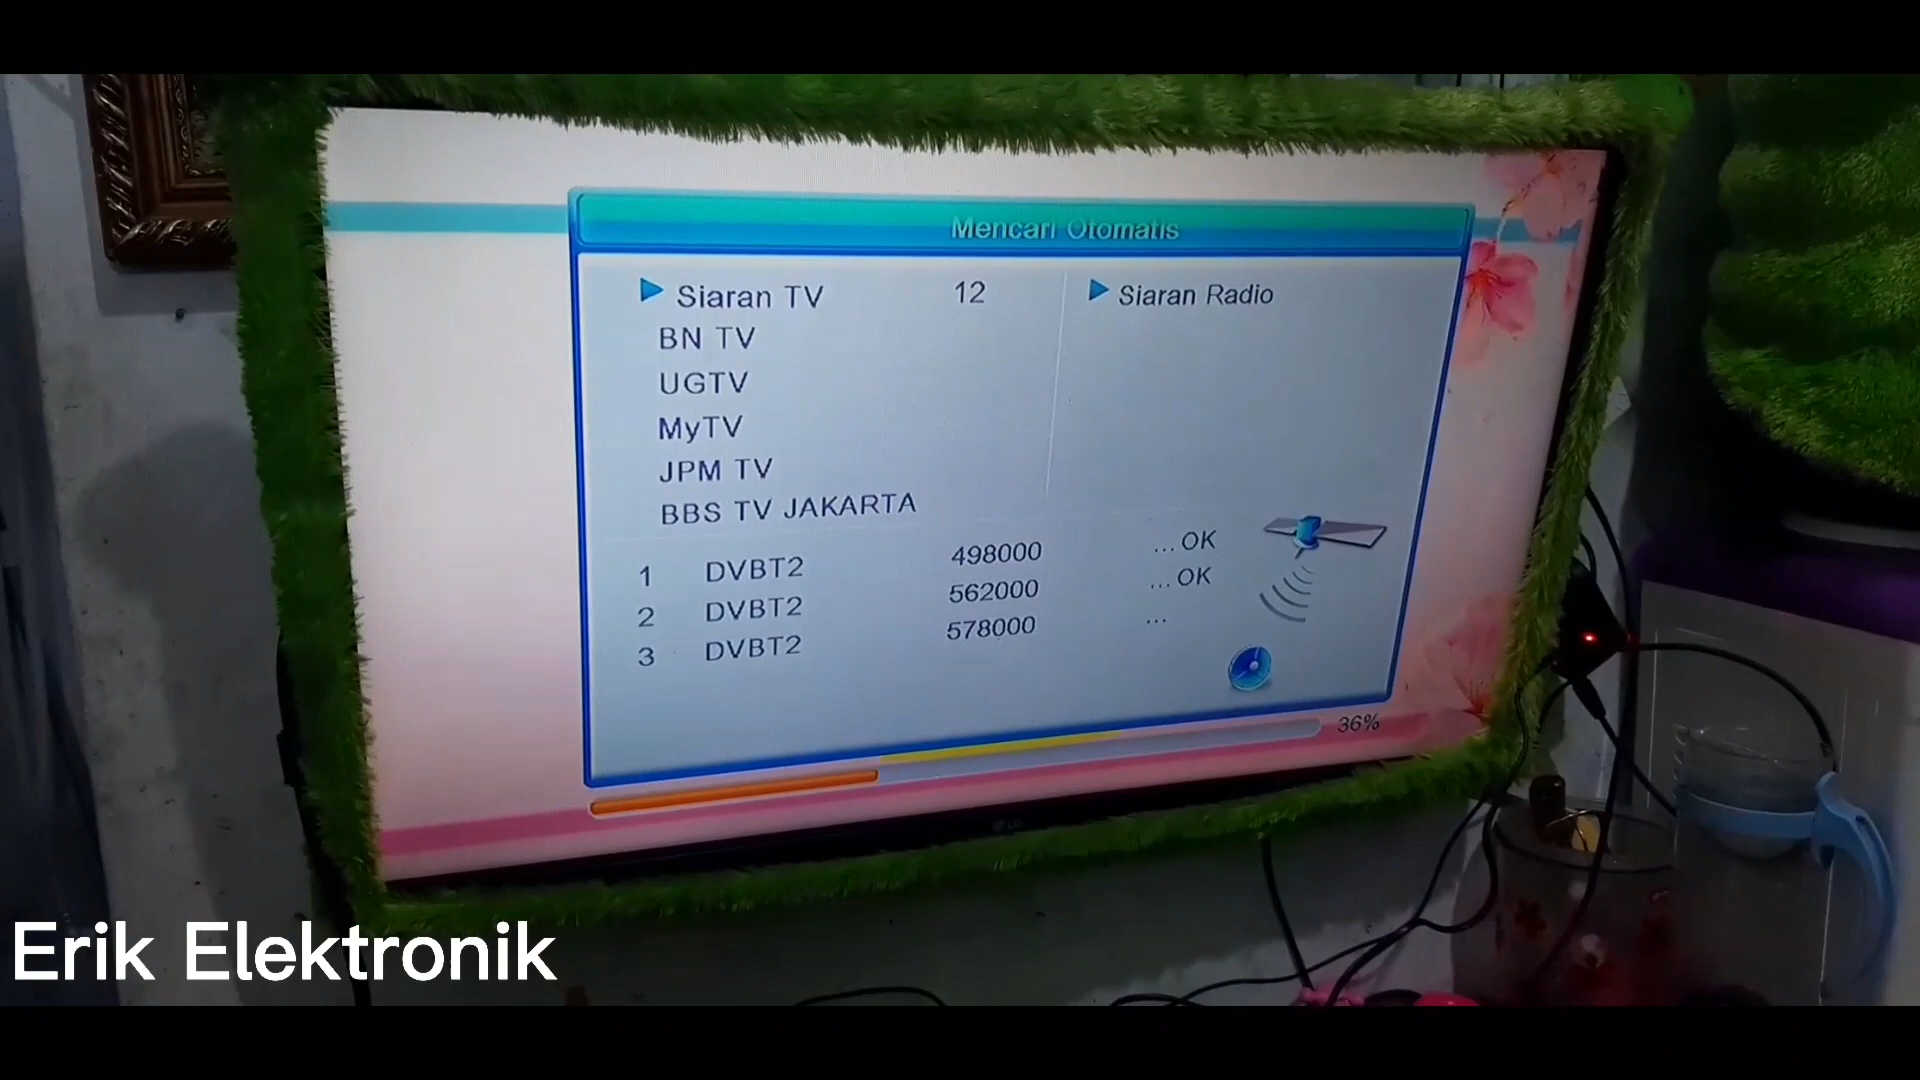 Mencari Otomatis
Siaran TV 12
Siaran Radio
BN TV
UGTV
MyTV
JPM TV
BBS TV JAKARTA
1 DVBT2 498000 ...OK
2 DVBT2 562000 ...OK
3 DVBT2 578000 ...
36%
LG
Erik Elektronik